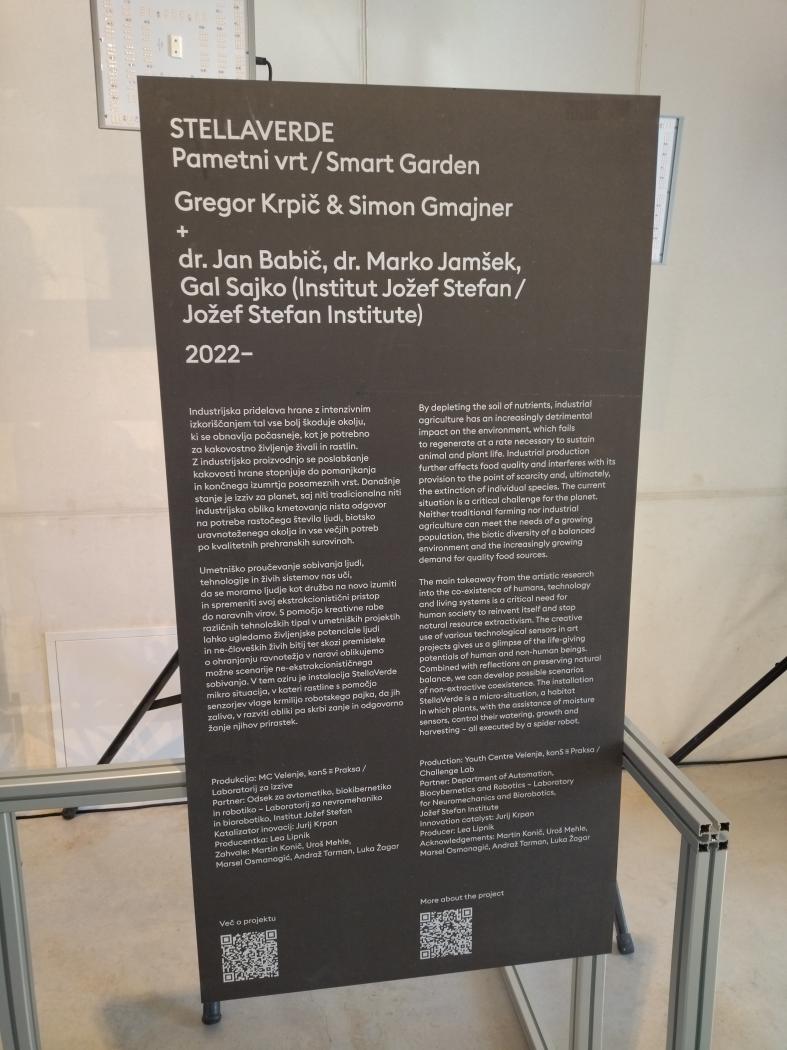 STELLAVERDE
Pametni vrt / Smart Garden
Gregor Krpič & Simon Gmajner
+
dr. Jan Babič, dr. Marko Jamšek,
Gal Sajko (Institut Jožef Stefan /
Jožef Stefan Institute)
2022–
Industrijska pridelava hrane z intenzivnim
izkoriščanjem tal vse bolj škoduje okolju,
ki se obnavlja počasneje, kot je potrebno
za kakovostno življenje živali in rastlin.
Z industrijsko proizvodnjo se poslabšanje
kakovosti hrane stopnjuje do pomanjkanja
in končnega izumrtja posameznih vrst. Današnje
stanje je izziv za planet, saj niti tradicionalna niti
industrijska oblika kmetovanja nista odgovor
na potrebe rastočega števila ljudi, biotsko
uravnoteženega okolja in vse večjih potreb
po kvalitetnih prehranskih surovinah.
Umetniško proučevanje sobivanja ljudi,
tehnologije in živih sistemov nas uči,
da se moramo ljudje kot družba na novo izumiti
in spremeniti svoj ekstrakcionistični pristop
do naravnih virov. S pomočjo kreativne rabe
različnih tehnoloških tipal v umetniških projektih
lahko ugledamo življenjske potenciale ljudi
in ne-človeških živih bitij ter skozi premisleke
o ohranjanju ravnotežja v naravi oblikujemo
možne scenarije ne-ekstrakcionističnega
sobivanja. V tem oziru je instalacija StellaVerde
mikro situacija, v kateri rastline s pomočjo
senzorjev vlage krmilijo robotskega pajka, da jih
zaliva, v razviti obliki pa skrbi zanje in odgovorno
žanje njihov prirastek.
Produkcija: MC Velenje, konS ≡ Praksa /
Laboratorij za izzive
Partner: Odsek za avtomatiko, biokibernetiko
in robotiko – Laboratorij za nevromehaniko
in biorobotiko, Institut Jožef Stefan
Katalizator inovacij: Jurij Krpan
Producentka: Lea Lipnik
Zahvale: Martin Konič, Uroš Mehle,
Marsel Osmanagić, Andraž Tarman, Luka Žagar
Več o projektu
By depleting the soil of nutrients, industrial
agriculture has an increasingly detrimental
impact on the environment, which fails
to regenerate at a rate necessary to sustain
animal and plant life. Industrial production
further affects food quality and interferes with its
provision to the point of scarcity and, ultimately,
the extinction of individual species. The current
situation is a critical challenge for the planet.
Neither traditional farming nor industrial
agriculture can meet the needs of a growing
population, the biotic diversity of a balanced
environment and the increasingly growing
demand for quality food sources.
The main takeaway from the artistic research
into the co-existence of humans, technology
and living systems is a critical need for
human society to reinvent itself and stop
natural resource extractivism. The creative
use of various technological sensors in art
projects gives us a glimpse of the life-giving
potentials of human and non-human beings.
Combined with reflections on preserving natural
balance, we can develop possible scenarios
of non-extractive coexistence. The installation
StellaVerde is a micro-situation, a habitat
in which plants, with the assistance of moisture
sensors, control their watering, growth and
harvesting – all executed by a spider robot.
Production: Youth Centre Velenje, konS ≡ Praksa /
Challenge Lab
Partner: Department of Automation,
Biocybernetics and Robotics – Laboratory
for Neuromechanics and Biorobotics,
Jožef Stefan Institute
Innovation catalyst: Jurij Krpan
Producer: Lea Lipnik
Acknowledgements: Martin Konič, Uroš Mehle,
Marsel Osmanagić, Andraž Tarman, Luka Žagar
More about the project